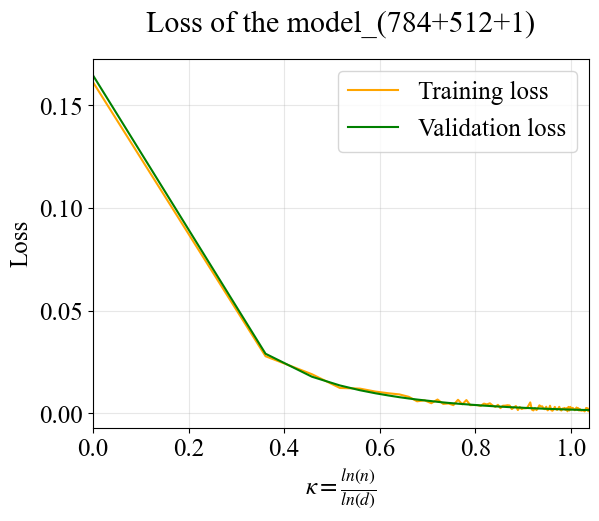 Loss of the model_(784+512+1)
Training loss
Validation loss
Loss
0.15
0.10
0.05
0.00
0.0 0.2 0.4 0.6 0.8 1.0
κ = ln(n)/ln(d)